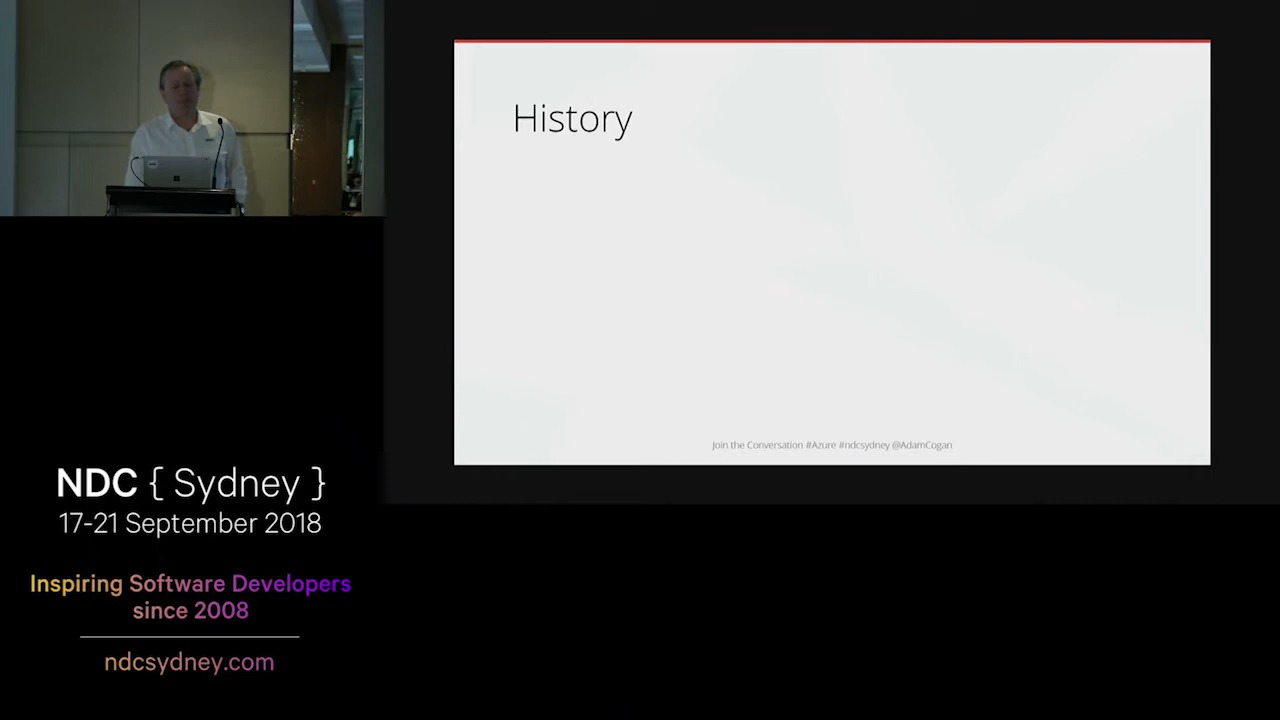 History
Join the Conversation #Azure #ndcsydney @AdamCogan
NDC { Sydney }
17-21 September 2018
Inspiring Software Developers
since 2008
ndcsydney.com